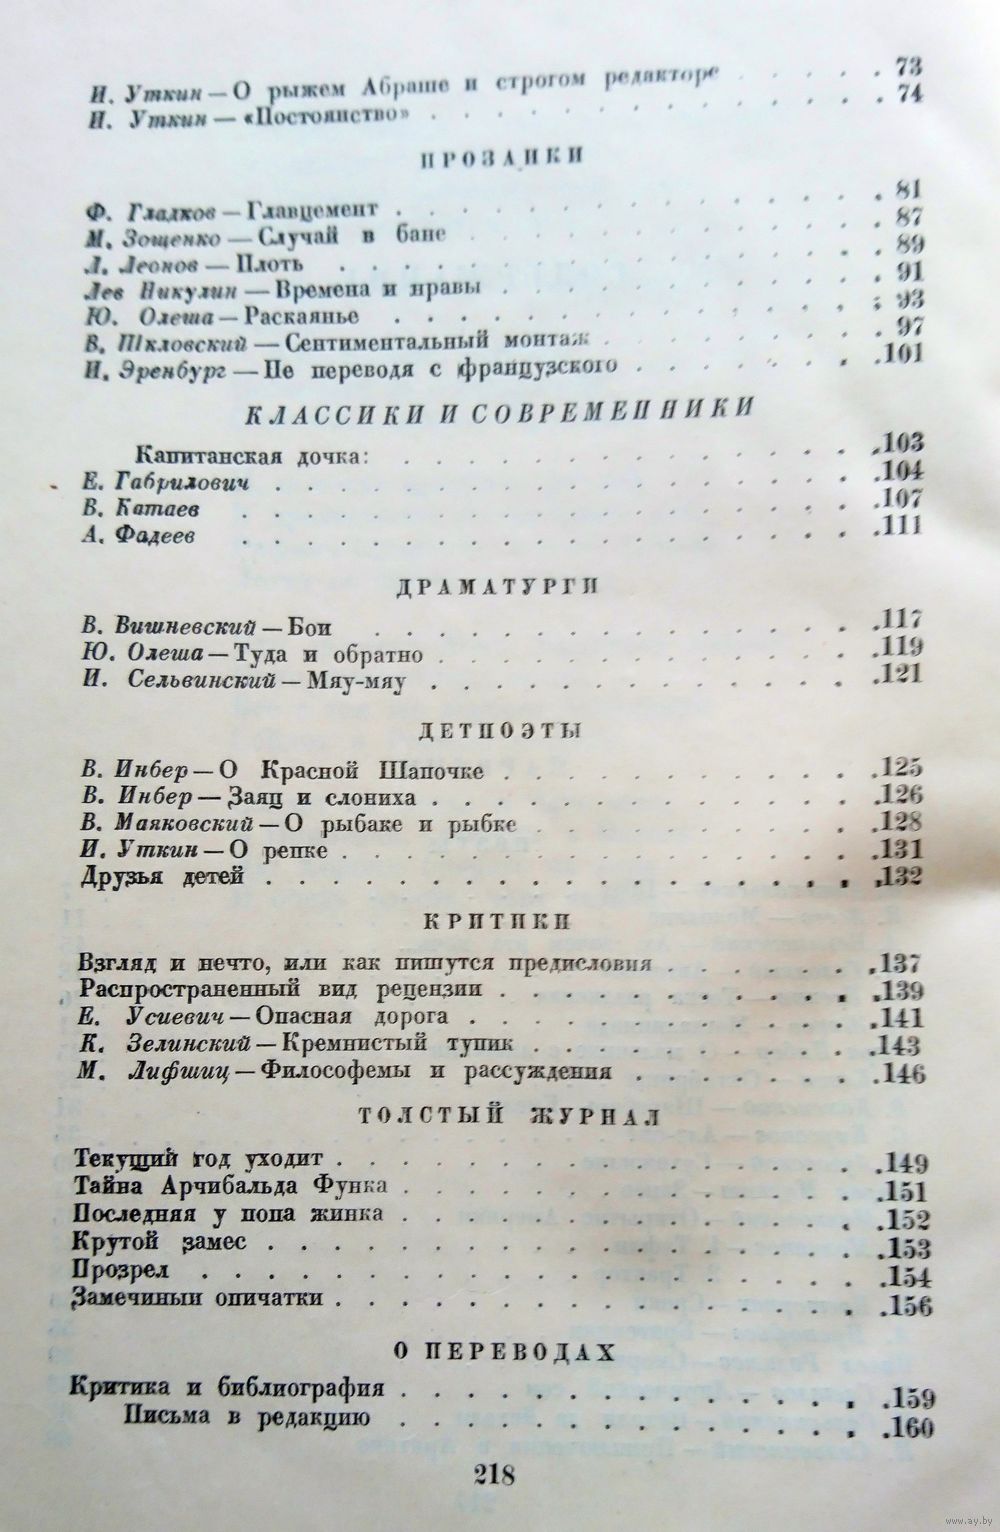 И. Уткин — О рыжем Абраше и строгом редакторе . . . . . 73
И. Уткин — «Постоянство» . . . . . . . . . . . . . . 74
ПРОЗАИКИ
Ф. Гладков — Главцемент . . . . . . . . . . . . . . . 81
М. Зощенко — Случай в бане . . . . . . . . . . . . . 87
Л. Леонов — Плоть . . . . . . . . . . . . . . . . . 89
Лев Никулин — Времена и нравы . . . . . . . . . . . . 91
Ю. Олеша — Раскаянье . . . . . . . . . . . . . . . 93
В. Шкловский — Сентиментальный монтаж . . . . . . . . . 97
И. Эренбург — Не переводя с французского . . . . . . . . 101
КЛАССИКИ И СОВРЕМЕННИКИ
Капитанская дочка: . . . . . . . . . . . . . . . 103
Е. Габрилович . . . . . . . . . . . . . . . . . . . 104
В. Катаев . . . . . . . . . . . . . . . . . . . . 107
А. Фадеев . . . . . . . . . . . . . . . . . . . . 111
ДРАМАТУРГИ
В. Вишневский — Бои . . . . . . . . . . . . . . . . 117
Ю. Олеша — Туда и обратно . . . . . . . . . . . . . . 119
И. Сельвинский — Мяу-мяу . . . . . . . . . . . . . . 121
ДЕТПОЭТЫ
В. Инбер — О Красной Шапочке . . . . . . . . . . . . 125
В. Инбер — Заяц и слониха . . . . . . . . . . . . . . 126
В. Маяковский — О рыбаке и рыбке . . . . . . . . . . . 128
И. Уткин — О репке . . . . . . . . . . . . . . . . . 131
Друзья детей . . . . . . . . . . . . . . . . . . . 132
КРИТИКИ
Взгляд и нечто, или как пишутся предисловия . . . . . . . 137
Распространенный вид рецензии . . . . . . . . . . . . 139
Е. Усиевич — Опасная дорога . . . . . . . . . . . . . 141
К. Зелинский — Кремнистый тупик . . . . . . . . . . . 143
М. Лифшиц — Философемы и рассуждения . . . . . . . . 146
ТОЛСТЫЙ ЖУРНАЛ
Текущий год уходит . . . . . . . . . . . . . . . . . 149
Тайна Арчибальда Функа . . . . . . . . . . . . . . . 151
Последняя у попа жинка . . . . . . . . . . . . . . . 152
Крутой замес . . . . . . . . . . . . . . . . . . . 153
Прозрел . . . . . . . . . . . . . . . . . . . . . 154
Замечиныи опичатки . . . . . . . . . . . . . . . . . 156
О ПЕРЕВОДАХ
Критика и библиография . . . . . . . . . . . . . . . 159
Письма в редакцию . . . . . . . . . . . . . . . 160
218
www.ay.by